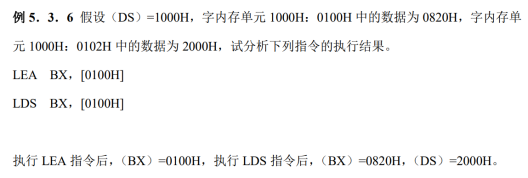 例 5．3．6 假设（DS）=1000H，字内存单元 1000H：0100H 中的数据为 0820H，字内存单
元 1000H：0102H 中的数据为 2000H，试分析下列指令的执行结果。
LEA BX，[0100H]
LDS BX，[0100H]
执行 LEA 指令后，（BX）=0100H，执行 LDS 指令后，（BX）=0820H，（DS）=2000H。